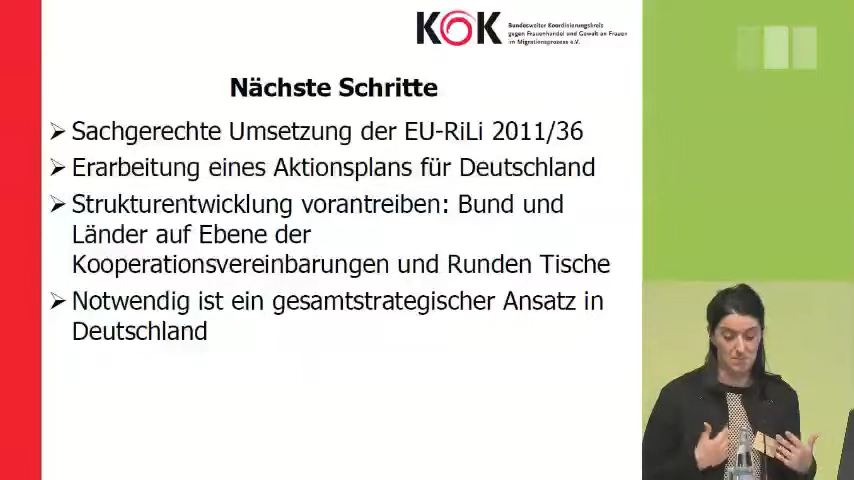 KOK
Bundesweiter Koordinierungskreis
gegen Frauenhandel und Gewalt an Frauen
im Migrationsprozess e.V.
Nächste Schritte
➢ Sachgerechte Umsetzung der EU-RiLi 2011/36
➢ Erarbeitung eines Aktionsplans für Deutschland
➢ Strukturentwicklung vorantreiben: Bund und
Länder auf Ebene der
Kooperationsvereinbarungen und Runden Tische
➢ Notwendig ist ein gesamtstrategischer Ansatz in
Deutschland